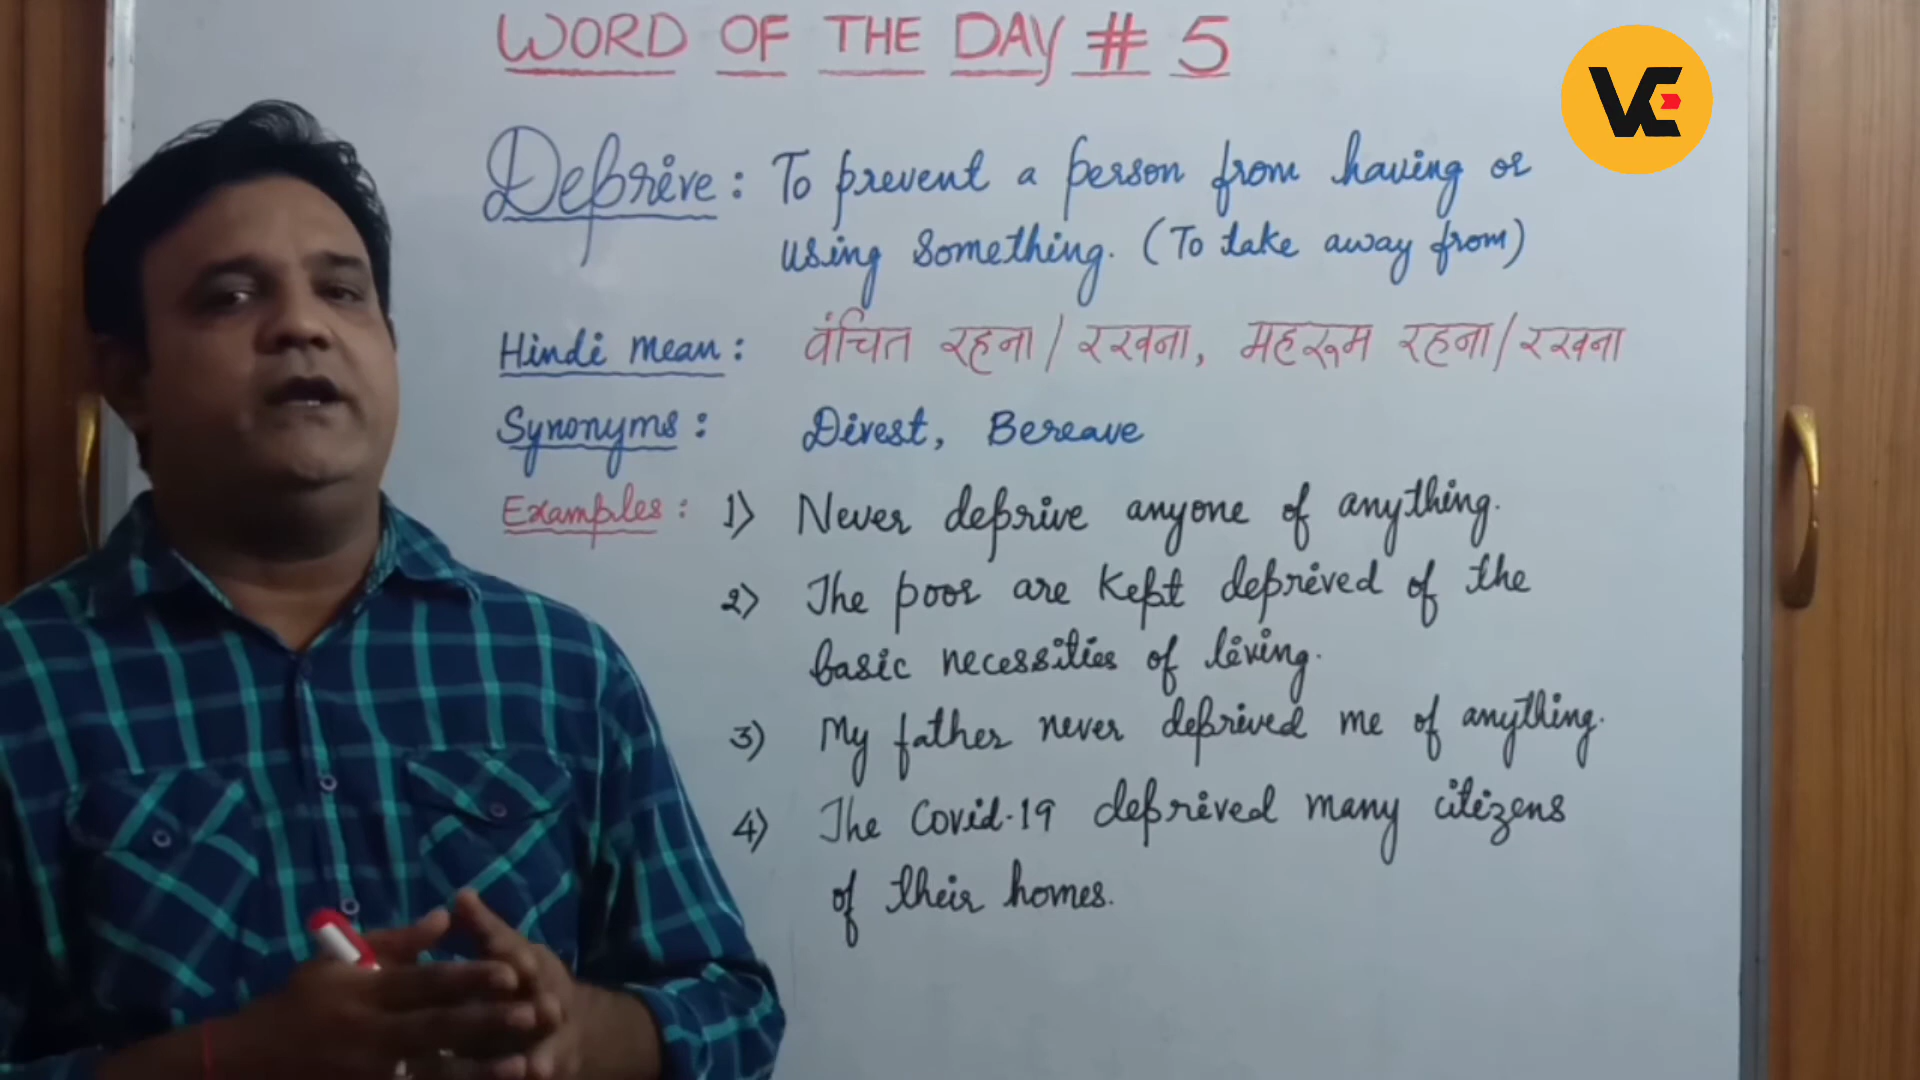 WORD OF THE DAY # 5
VE
Deprive : To prevent a person from having or
using something. (To take away from)
Hindi mean : वंचित रहना / रखना, महरूम रहना / रखना
Synonyms : Divest, Bereave
Examples : 1) Never deprive anyone of anything.
2) The poor are kept deprived of the
basic necessities of living.
3) My father never deprived me of anything.
4) The Covid-19 deprived many citizens
of their homes.